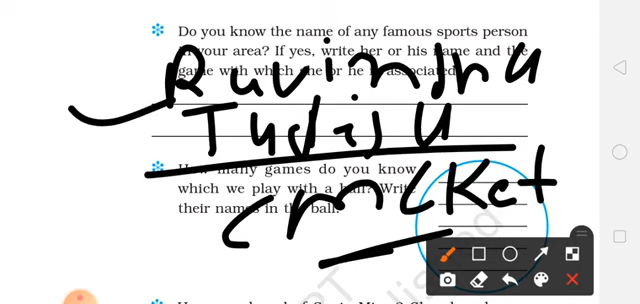 Do you know the name of any famous sports person
in your area? If yes, write her or his name and the
game with which she or he is associated.
Ravindra
Jadeja
How many games do you know
which we play with a ball? Write
their names in the ball.
cricket